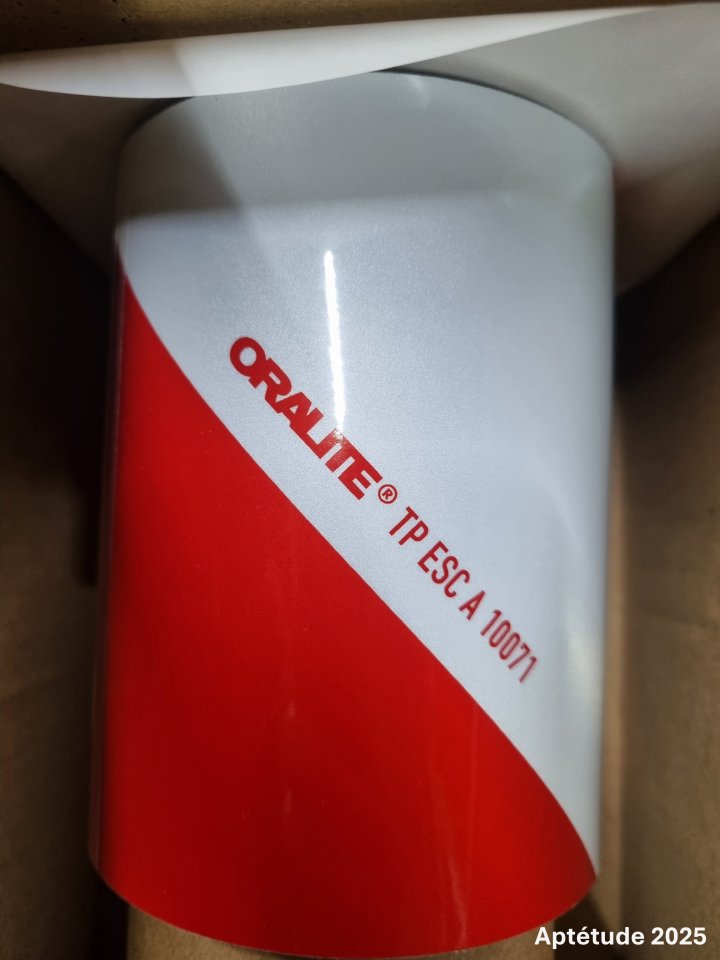 ORALITE® TP ESC A 10071
Aptétude 2025